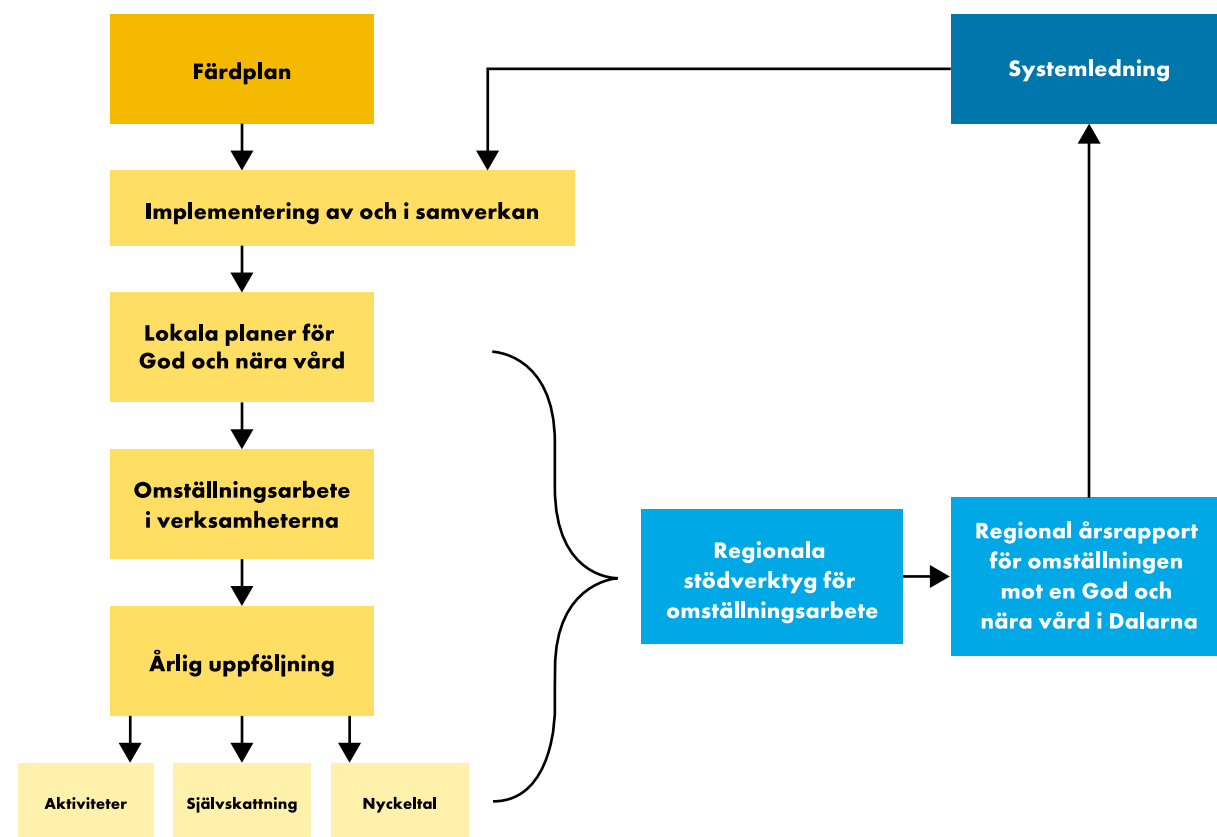 Färdplan
Systemledning
Implementering av och i samverkan
Lokala planer för
God och nära vård
Omställningsarbete
i verksamheterna
Årlig uppföljning
Aktiviteter
Självskattning
Nyckeltal
Regionala
stödverktyg för
omställningsarbete
Regional årsrapport
för omställningen
mot en God och
nära vård i Dalarna